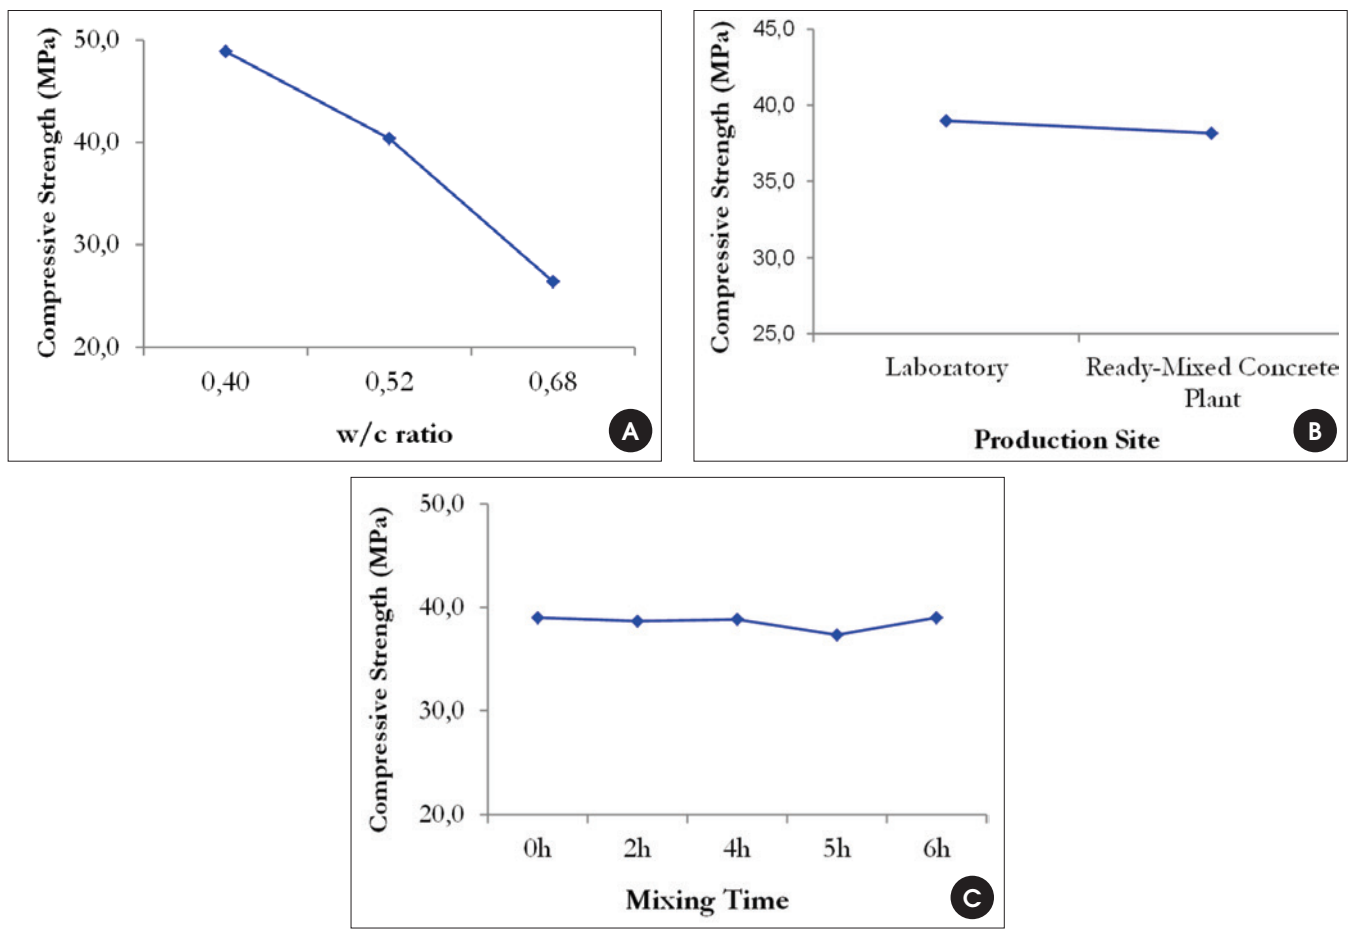 Compressive Strength (MPa)
50,0
40,0
30,0
20,0
0,40 0,52 0,68
w/c ratio
A
Compressive Strength (MPa)
45,0
40,0
35,0
30,0
25,0
Laboratory Ready-Mixed Concrete
Plant
Production Site
B
Compressive Strength (MPa)
50,0
40,0
30,0
20,0
0h 2h 4h 5h 6h
Mixing Time
C